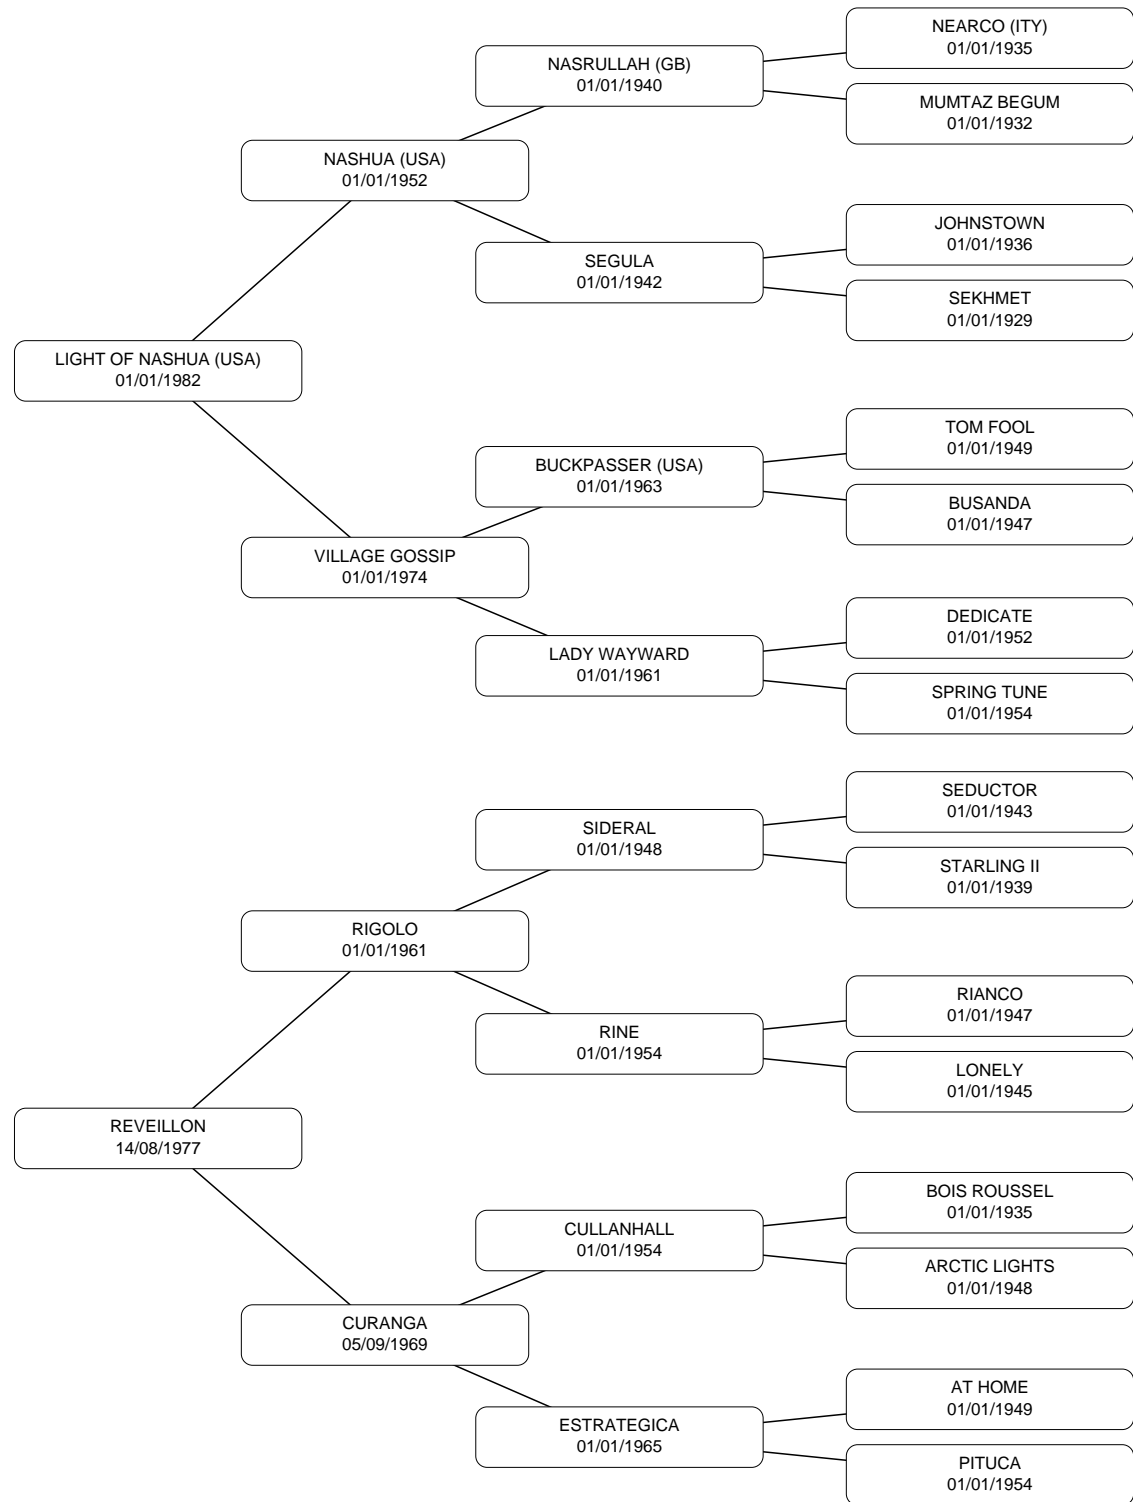 NEARCO (ITY)
01/01/1935
NASRULLAH (GB)
01/01/1940
MUMTAZ BEGUM
01/01/1932
NASHUA (USA)
01/01/1952
JOHNSTOWN
01/01/1936
SEGULA
01/01/1942
SEKHMET
01/01/1929
LIGHT OF NASHUA (USA)
01/01/1982
TOM FOOL
01/01/1949
BUCKPASSER (USA)
01/01/1963
BUSANDA
01/01/1947
VILLAGE GOSSIP
01/01/1974
DEDICATE
01/01/1952
LADY WAYWARD
01/01/1961
SPRING TUNE
01/01/1954
SEDUCTOR
01/01/1943
SIDERAL
01/01/1948
STARLING II
01/01/1939
RIGOLO
01/01/1961
RIANCO
01/01/1947
RINE
01/01/1954
LONELY
01/01/1945
REVEILLON
14/08/1977
BOIS ROUSSEL
01/01/1935
CULLANHALL
01/01/1954
ARCTIC LIGHTS
01/01/1948
CURANGA
05/09/1969
AT HOME
01/01/1949
ESTRATEGICA
01/01/1965
PITUCA
01/01/1954